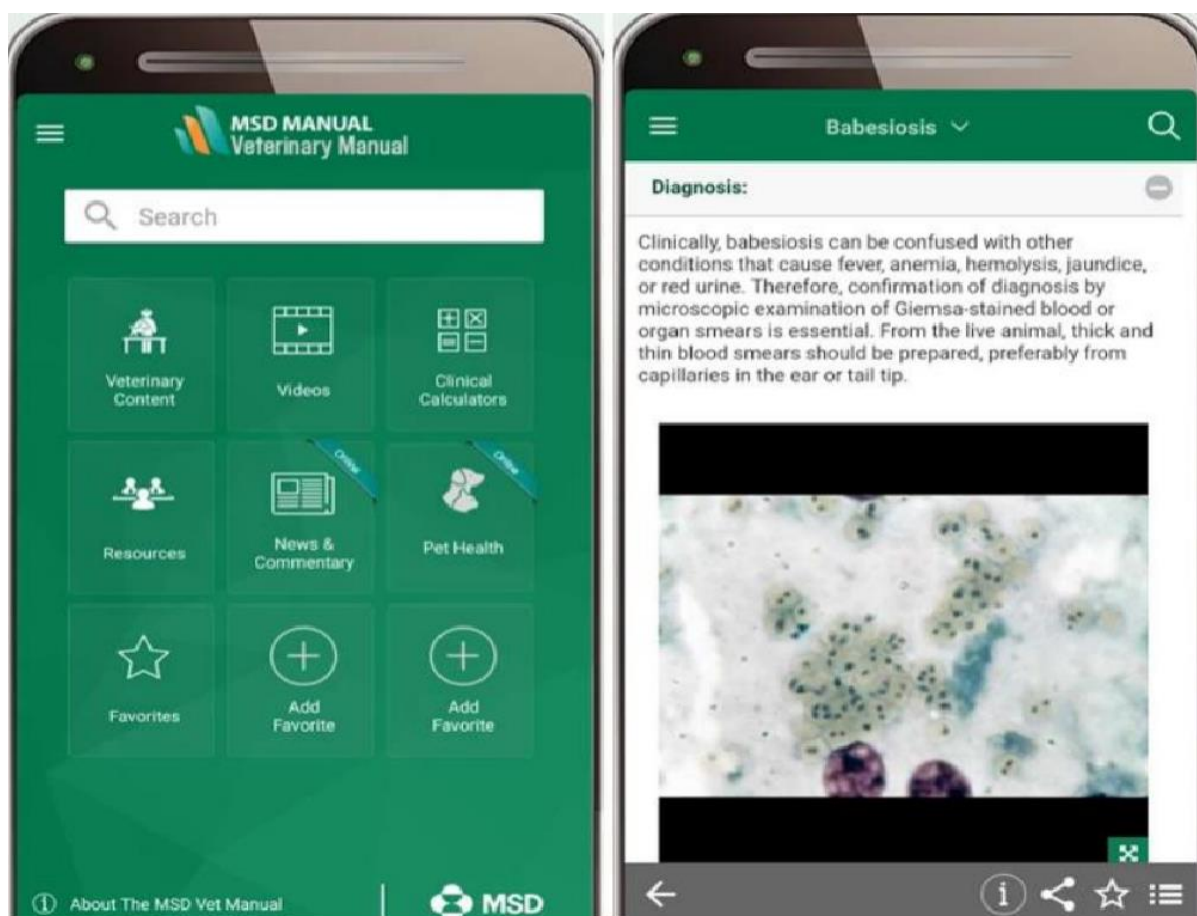 MSD MANUAL
Veterinary Manual
Search
Veterinary
Content
Videos
Clinical
Calculators
Resources
Online
News &
Commentary
Online
Pet Health
Favorites
Add
Favorite
Add
Favorite
About The MSD Vet Manual
MSD
Babesiosis
Diagnosis:
Clinically, babesiosis can be confused with other
conditions that cause fever, anemia, hemolysis, jaundice,
or red urine. Therefore, confirmation of diagnosis by
microscopic examination of Giemsa-stained blood or
organ smears is essential. From the live animal, thick and
thin blood smears should be prepared, preferably from
capillaries in the ear or tail tip.